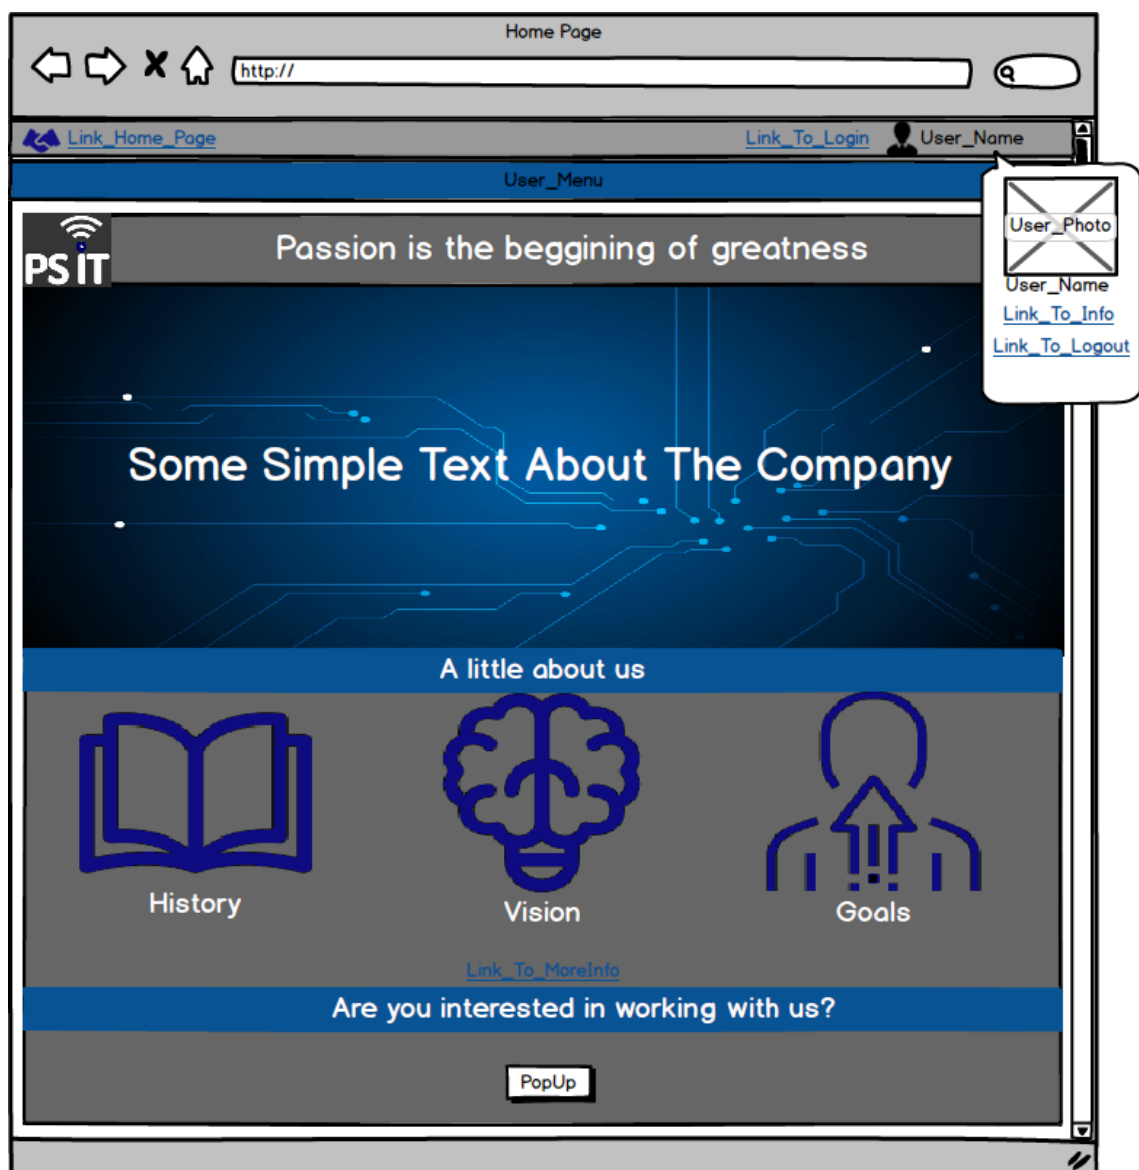 Home Page
http://
Link_Home_Page
Link_To_Login
User_Name
User_Menu
User_Photo
User_Name
Link_To_Info
Link_To_Logout
PS iT
Passion is the beggining of greatness
Some Simple Text About The Company
A little about us
History
Vision
Goals
Link_To_MoreInfo
Are you interested in working with us?
PopUp